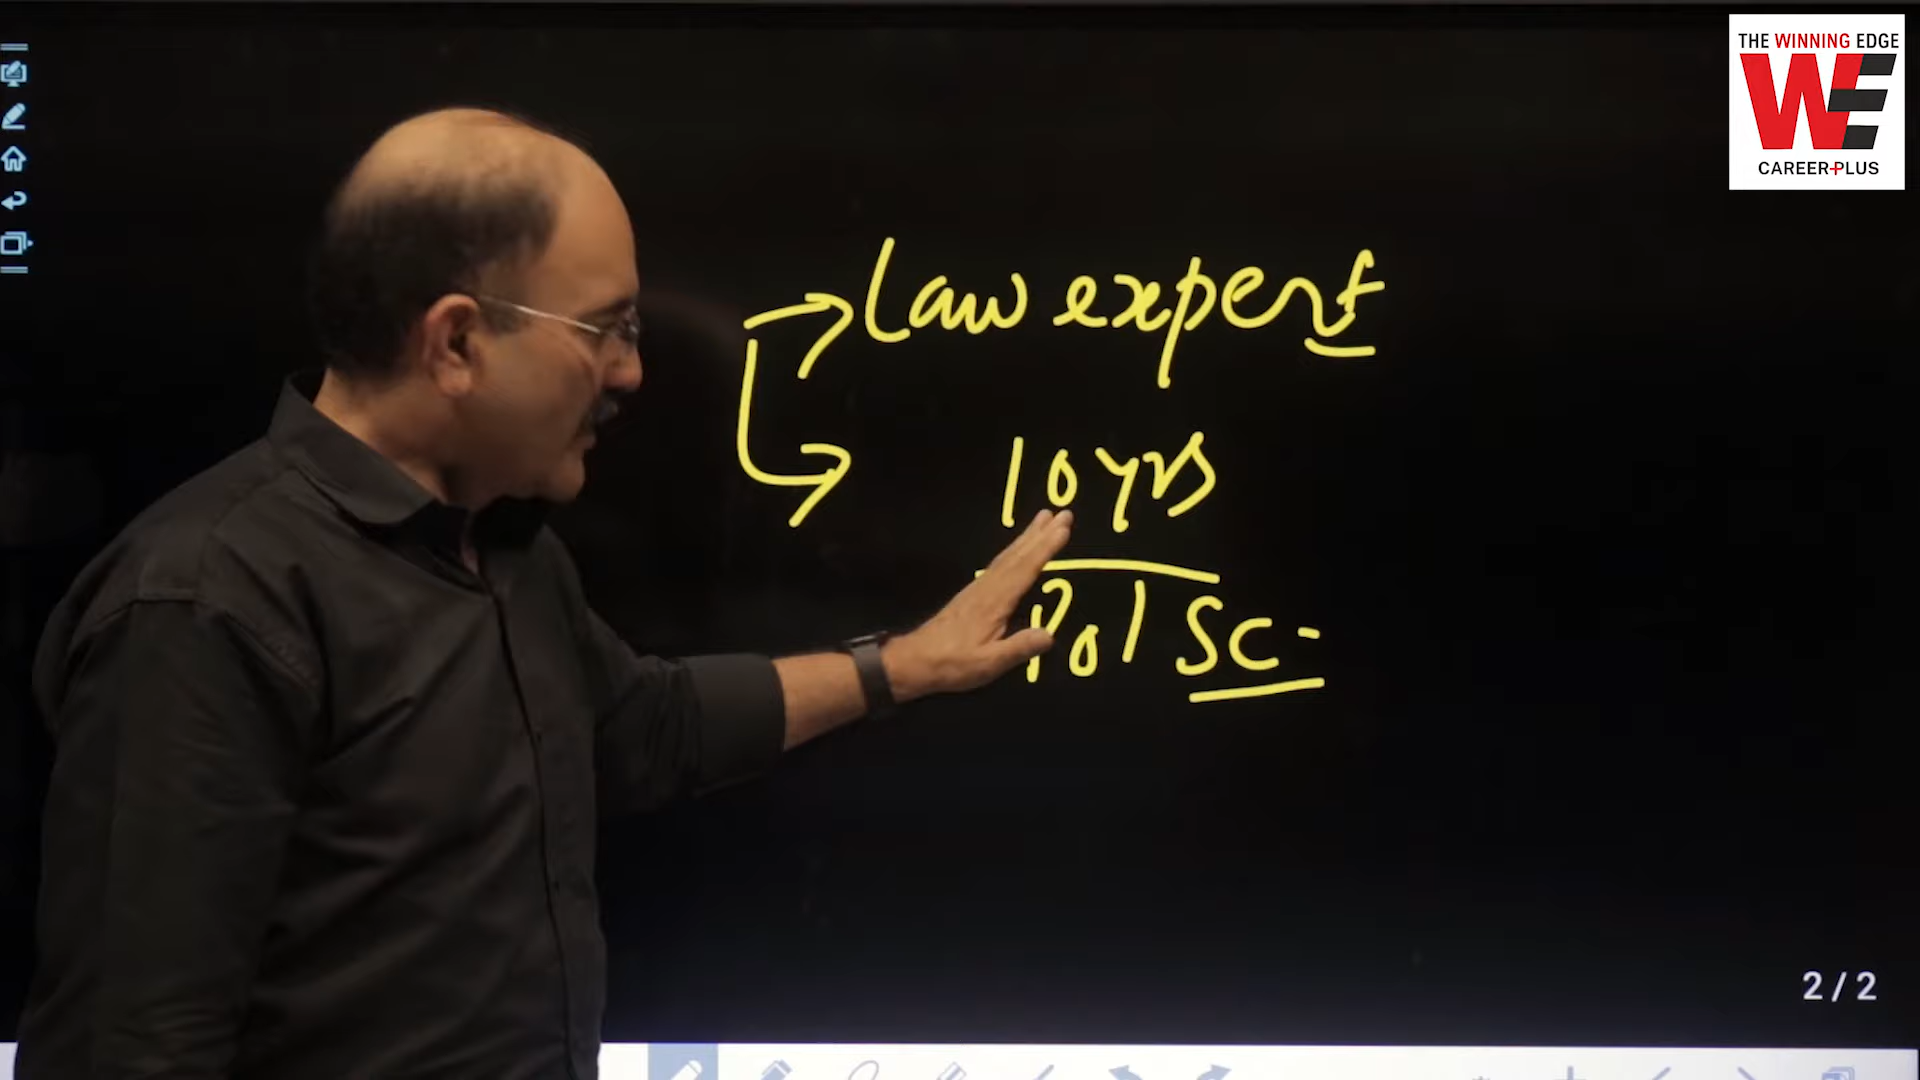 THE WINNING EDGE
WE
CAREER+PLUS
Law expert
10 yrs
Pol Sc.
2/2